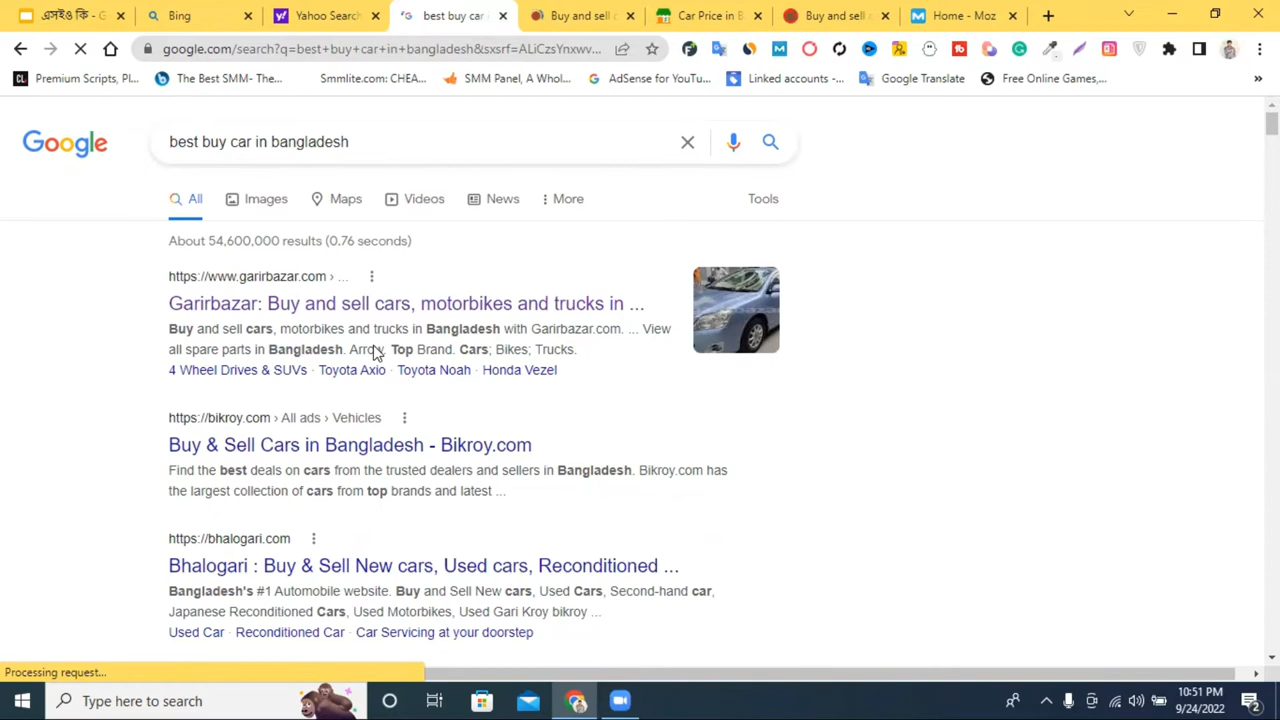 এসইও কি - G
Bing
Yahoo Search
best buy car
Buy and sell c
Car Price in B
Buy and sell
Home - Moz
google.com/search?q=best+buy+car+in+bangladesh&sxsrf=ALiCzsYnxwv...
Premium Scripts, Pl...
The Best SMM- The...
Smmlite.com: CHEA...
SMM Panel, A Whol...
AdSense for YouTu...
Linked accounts -...
Google Translate
Free Online Games,...
»
Google
best buy car in bangladesh
All
Images
Maps
Videos
News
More
Tools
About 54,600,000 results (0.76 seconds)
https://www.garirbazar.com › ...
Garirbazar: Buy and sell cars, motorbikes and trucks in ...
Buy and sell cars, motorbikes and trucks in Bangladesh with Garirbazar.com. ... View
all spare parts in Bangladesh. Arrow. Top Brand. Cars; Bikes; Trucks.
4 Wheel Drives & SUVs · Toyota Axio · Toyota Noah · Honda Vezel
https://bikroy.com › All ads › Vehicles
Buy & Sell Cars in Bangladesh - Bikroy.com
Find the best deals on cars from the trusted dealers and sellers in Bangladesh. Bikroy.com has
the largest collection of cars from top brands and latest ...
https://bhalogari.com
Bhalogari : Buy & Sell New cars, Used cars, Reconditioned ...
Bangladesh's #1 Automobile website. Buy and Sell New cars, Used Cars, Second-hand car,
Japanese Reconditioned Cars, Used Motorbikes, Used Gari Kroy bikroy ...
Used Car · Reconditioned Car · Car Servicing at your doorstep
Processing request...
Type here to search
10:51 PM
9/24/2022
2